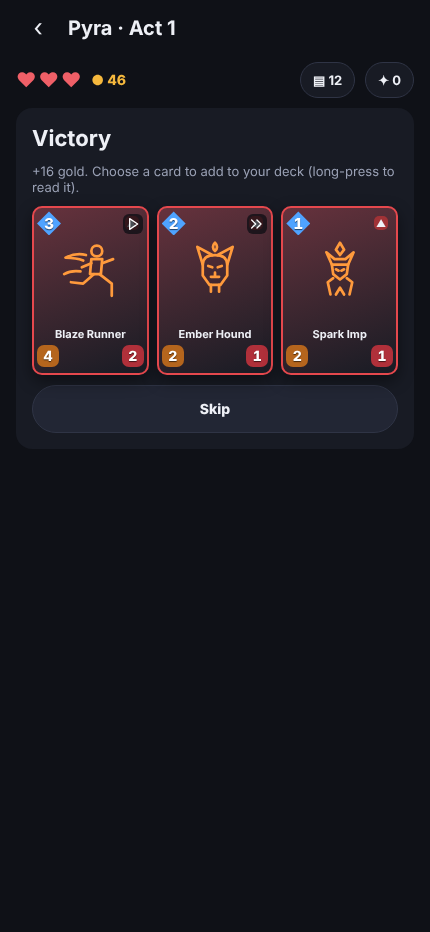 Pyra · Act 1
46
12
0
Victory
+16 gold. Choose a card to add to your deck (long-press to
read it).
3
2
1
Blaze Runner
Ember Hound
Spark Imp
4 2
2 1
2 1
Skip